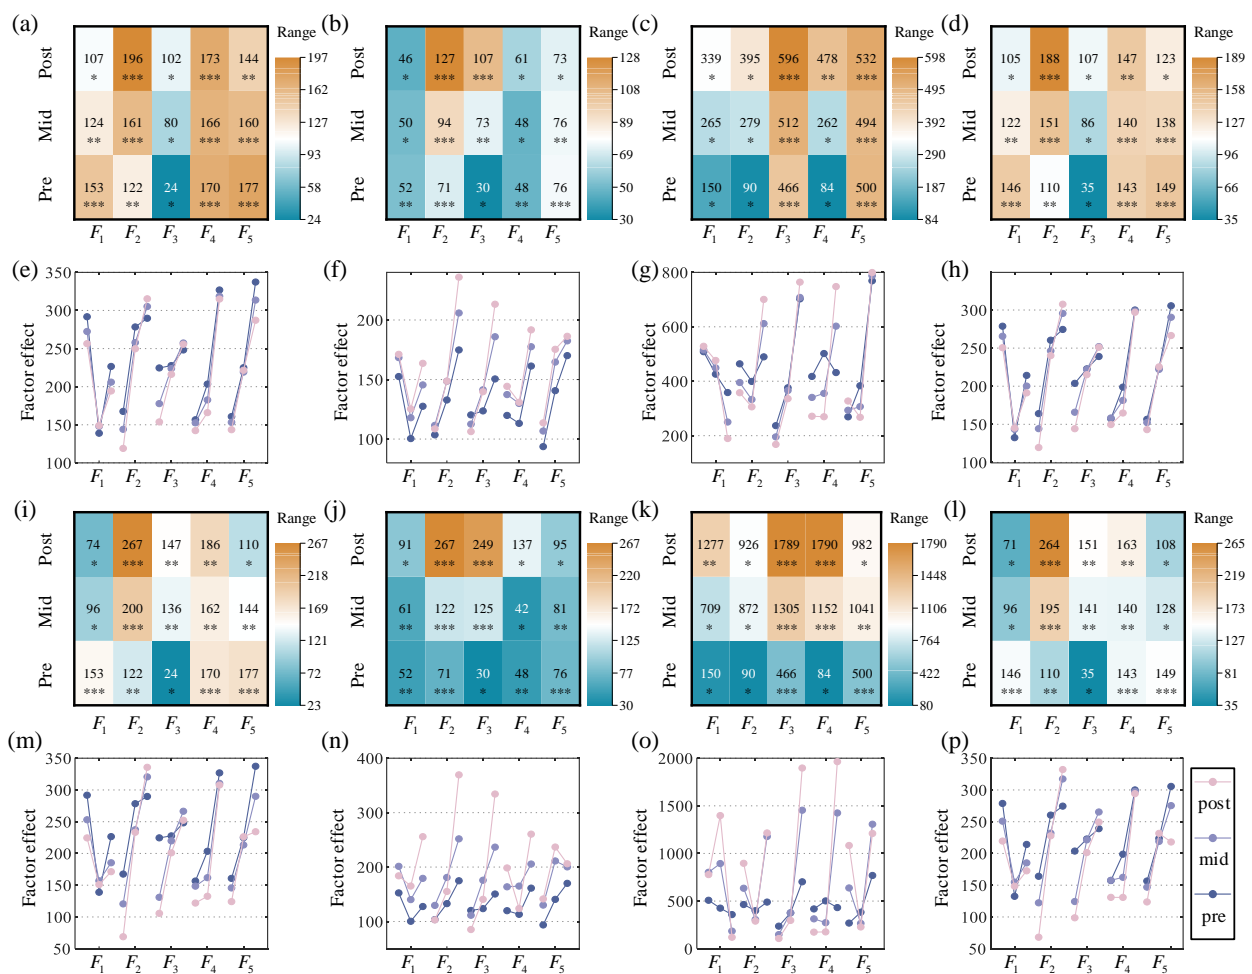 (a) Range (b) Range (c) Range (d) Range
Post 107 196 102 173 144 197 Post 46 127 107 61 73 128 Post 339 395 596 478 532 598 Post 105 188 107 147 123 189
* *** * *** ** 162 * *** *** * * 108 * ** *** ** *** 495 * *** * ** * 158
Mid 124 161 80 166 160 127 Mid 50 94 73 48 76 89 Mid 265 279 512 262 494 392 Mid 122 151 86 140 138 127
** *** * *** *** 93 * *** ** * ** 69 * * *** * *** 290 ** *** * *** *** 96
Pre 153 122 24 170 177 58 Pre 52 71 30 48 76 50 Pre 150 90 466 84 500 187 Pre 146 110 35 143 149 66
*** ** * *** *** 24 ** *** * ** *** 30 * * *** * *** 84 *** ** * *** *** 35
F1 F2 F3 F4 F5 F1 F2 F3 F4 F5 F1 F2 F3 F4 F5 F1 F2 F3 F4 F5
(e) (f) (g) (h)
Factor effect 350 300 250 200 150 100
F1 F2 F3 F4 F5
Factor effect 200 150 100
F1 F2 F3 F4 F5
Factor effect 800 600 400 200
F1 F2 F3 F4 F5
Factor effect 300 250 200 150 100
F1 F2 F3 F4 F5
(i) Range (j) Range (k) Range (l) Range
Post 74 267 147 186 110 267 Post 91 267 249 137 95 267 Post 1277 926 1789 1790 982 1790 Post 71 264 151 163 108 265
* *** ** ** * 218 * *** *** * * 220 ** * *** *** * 1448 * *** ** ** * 219
Mid 96 200 136 162 144 169 Mid 61 122 125 42 81 172 Mid 709 872 1305 1152 1041 1106 Mid 96 195 141 140 128 173
* *** ** ** ** 121 ** *** *** * ** 125 * * *** *** ** 764 * *** ** ** * 127
Pre 153 122 24 170 177 72 Pre 52 71 30 48 76 77 Pre 150 90 466 84 500 422 Pre 146 110 35 143 149 81
*** ** * *** *** 23 ** *** * ** *** 30 * * *** * *** 80 *** ** * *** *** 35
F1 F2 F3 F4 F5 F1 F2 F3 F4 F5 F1 F2 F3 F4 F5 F1 F2 F3 F4 F5
(m) (n) (o) (p)
Factor effect 350 300 250 200 150 100 50
F1 F2 F3 F4 F5
Factor effect 400 300 200 100
F1 F2 F3 F4 F5
Factor effect 2000 1500 1000 500 0
F1 F2 F3 F4 F5
Factor effect 350 300 250 200 150 100 50
F1 F2 F3 F4 F5
post
mid
pre